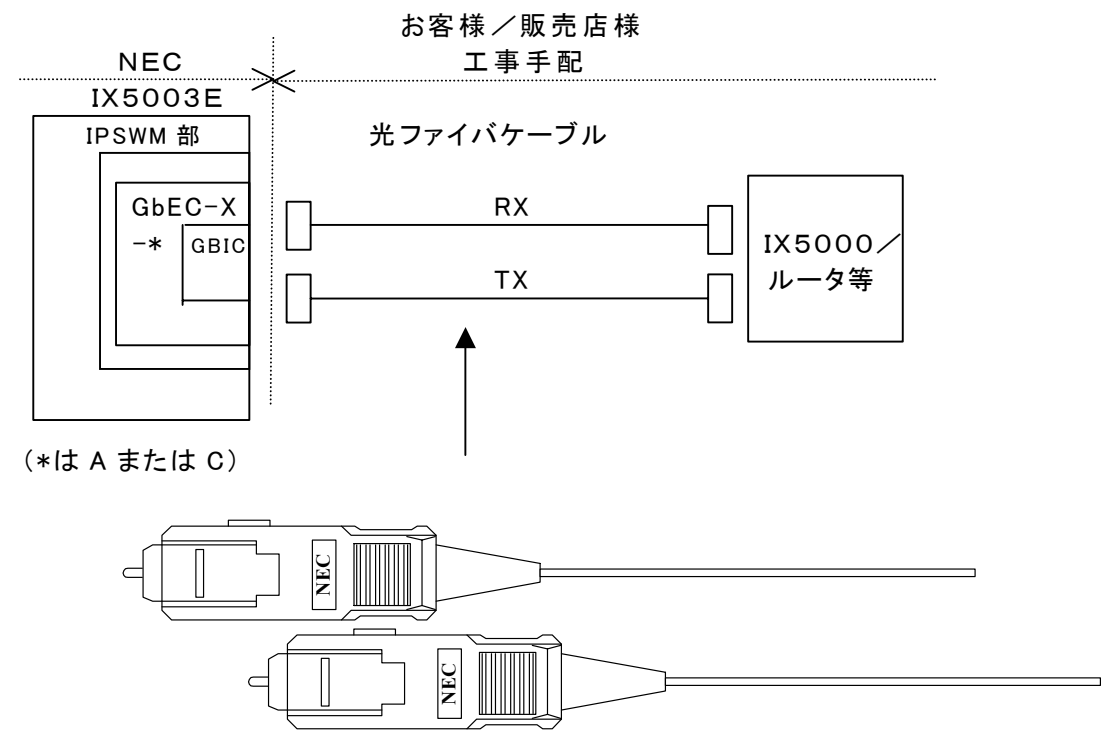 お客様／販売店様
工事手配
NEC
IX5003E
IPSWM 部
光ファイバケーブル
GbEC-X
-*
GBIC
RX
TX
IX5000／
ルータ等
(*は A または C)
NEC
NEC